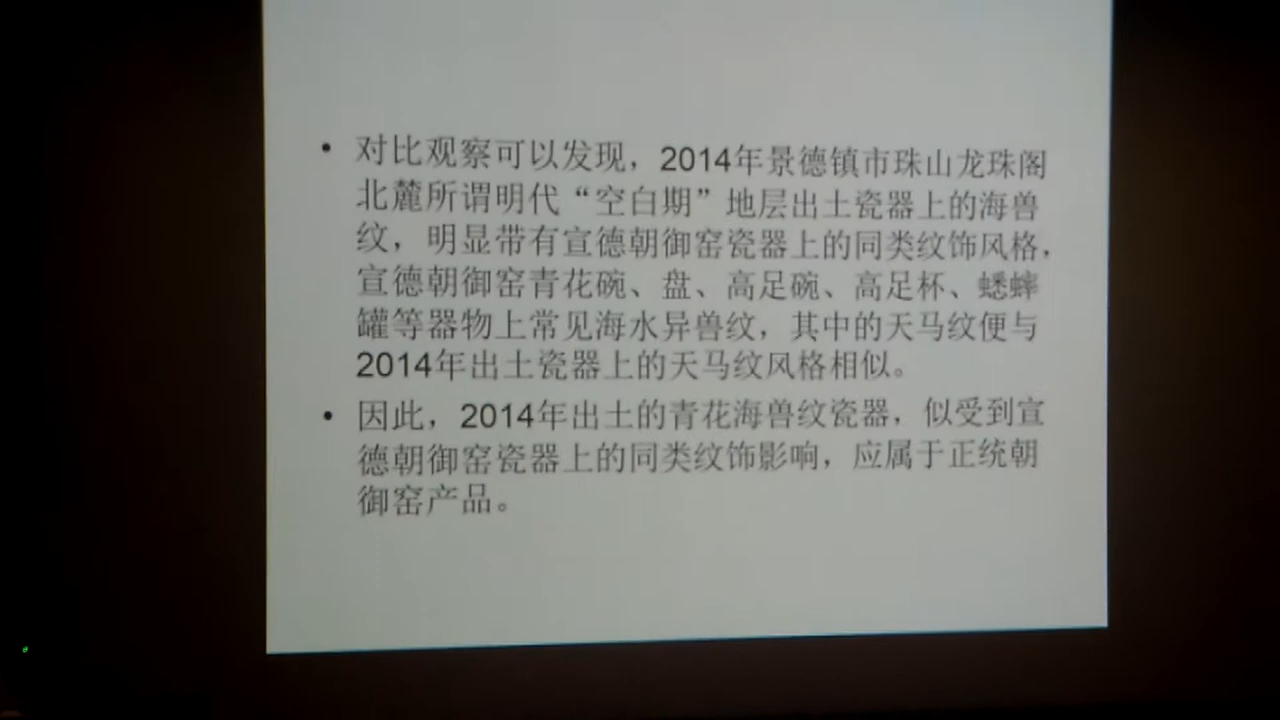 • 对比观察可以发现，2014年景德镇市珠山龙珠阁
北麓所谓明代“空白期”地层出土瓷器上的海兽
纹，明显带有宣德朝御窑瓷器上的同类纹饰风格，
宣德朝御窑青花碗、盘、高足碗、高足杯、蟋蟀
罐等器物上常见海水异兽纹，其中的天马纹便与
2014年出土瓷器上的天马纹风格相似。
• 因此，2014年出土的青花海兽纹瓷器，似受到宣
德朝御窑瓷器上的同类纹饰影响，应属于正统朝
御窑产品。